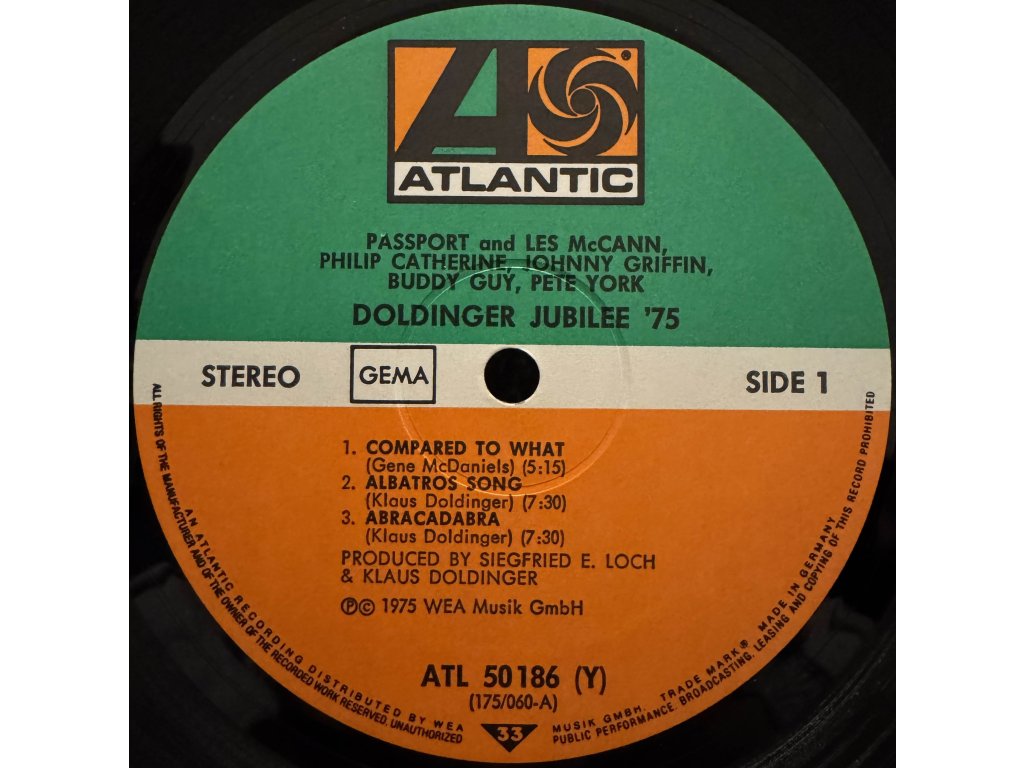 ATLANTIC
®
PASSPORT and LES McCANN,
PHILIP CATHERINE, JOHNNY GRIFFIN,
BUDDY GUY, PETE YORK
DOLDINGER JUBILEE '75
STEREO
GEMA
SIDE 1
1. COMPARED TO WHAT
(Gene McDaniels) (5:15)
2. ALBATROS SONG
(Klaus Doldinger) (7:30)
3. ABRACADABRA
(Klaus Doldinger) (7:30)
PRODUCED BY SIEGFRIED E. LOCH
& KLAUS DOLDINGER
℗© 1975 WEA Musik GmbH
ATL 50186 (Y)
(175/060-A)
33
AN ATLANTIC RECORDING DISTRIBUTED BY WEA MUSIK GMBH. TRADE MARK® MADE IN GERMANY
ALL RIGHTS OF THE MANUFACTURER AND OF THE OWNER OF THE RECORDED WORK RESERVED. UNAUTHORIZED PUBLIC PERFORMANCE, BROADCASTING, LEASING AND COPYING OF THIS RECORD PROHIBITED